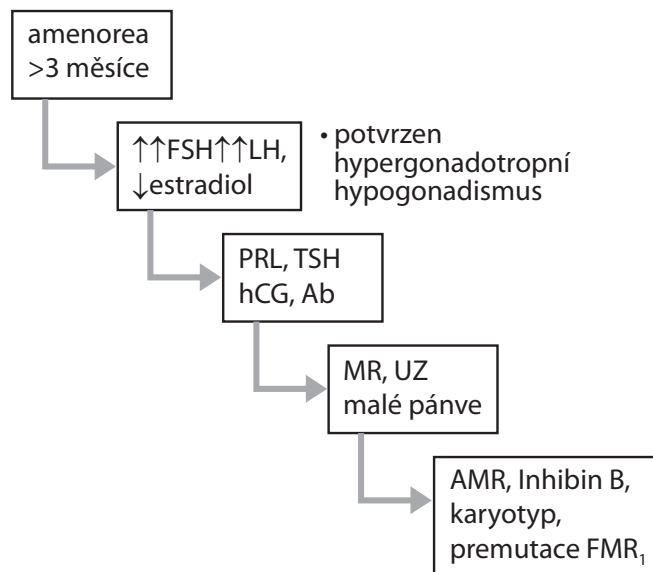 amenorea
>3 měsíce
↑↑FSH↑↑LH,
↓estradiol
• potvrzen
hypergonadotropní
hypogonadismus
PRL, TSH
hCG, Ab
MR, UZ
malé pánve
AMR, Inhibin B,
karyotyp,
premutace FMR₁